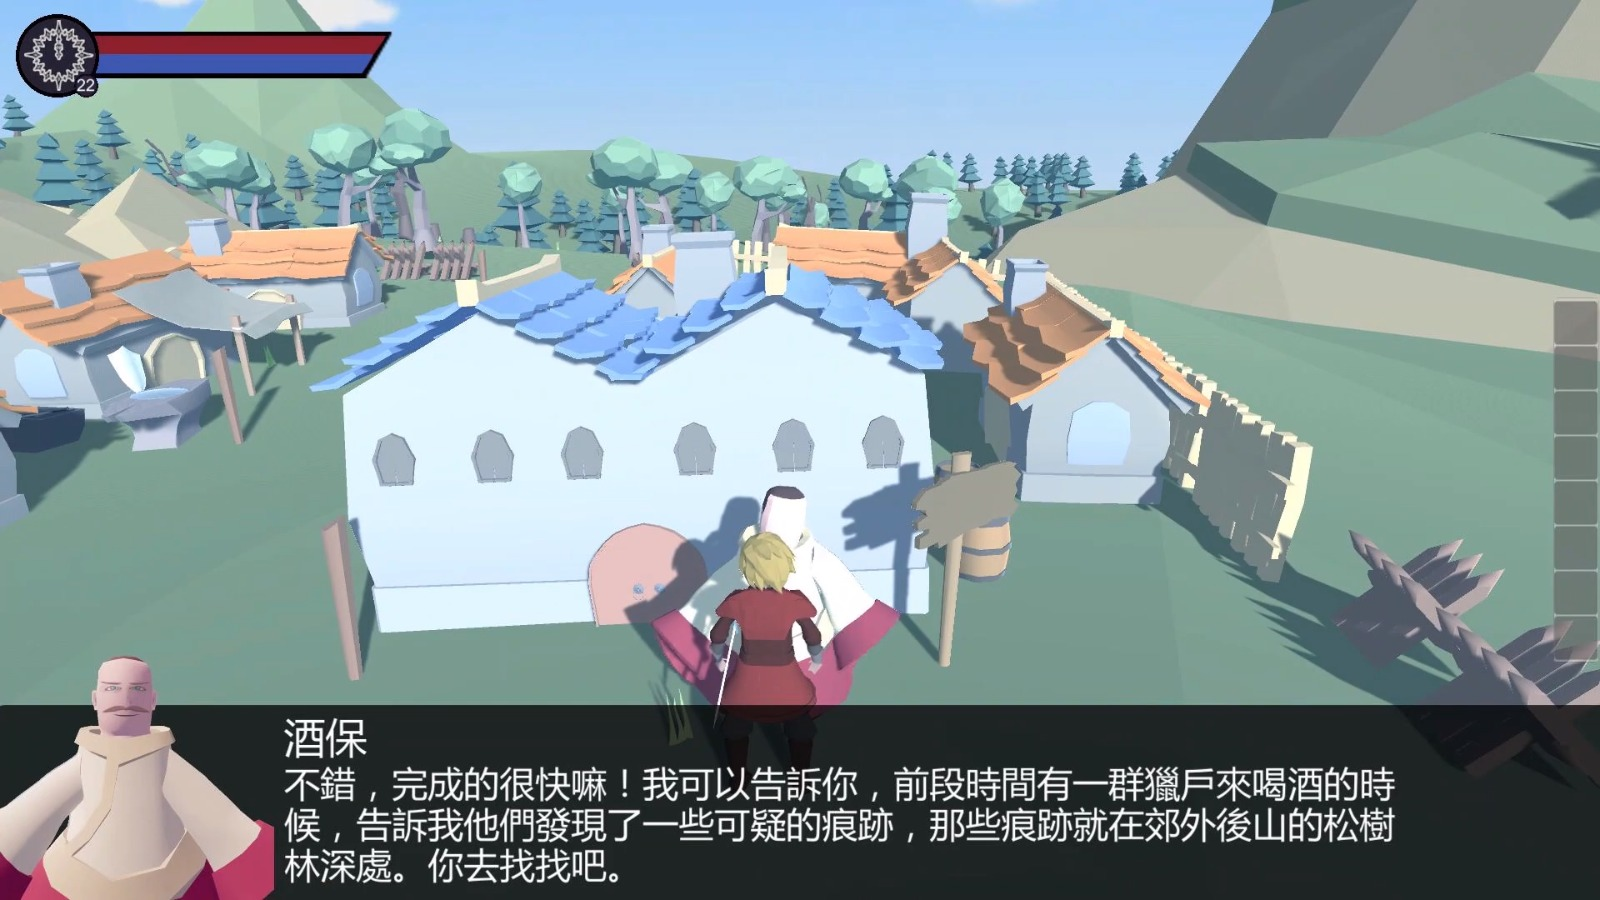 22
酒保
不錯，完成的很快嘛！我可以告訴你，前段時間有一群獵戶來喝酒的時
候，告訴我他們發現了一些可疑的痕跡，那些痕跡就在郊外後山的松樹
林深處。你去找找吧。